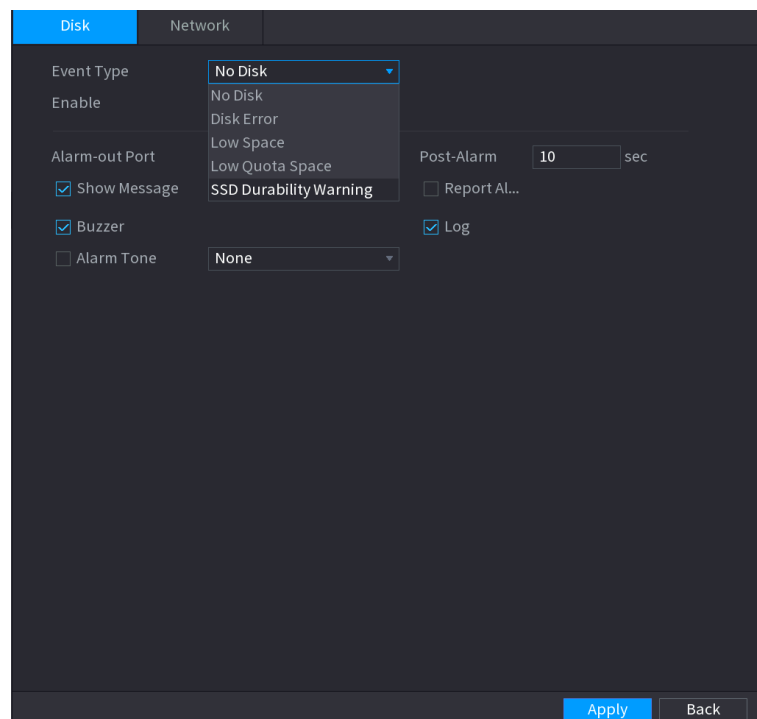 Disk Network
Event Type No Disk
No Disk
Enable
Disk Error
Low Space
Alarm-out Port Post-Alarm 10 sec
Low Quota Space
Show Message SSD Durability Warning Report Al...
Buzzer Log
Alarm Tone None
Apply Back